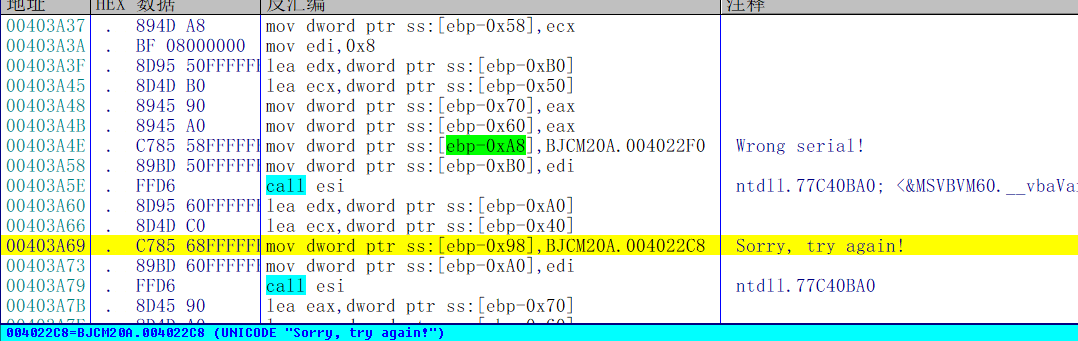 地址 HEX 数据 反汇编 注释
00403A37 . 894D A8 mov dword ptr ss:[ebp-0x58],ecx
00403A3A . BF 08000000 mov edi,0x8
00403A3F . 8D95 50FFFFFF lea edx,dword ptr ss:[ebp-0xB0]
00403A45 . 8D4D B0 lea ecx,dword ptr ss:[ebp-0x50]
00403A48 . 8945 90 mov dword ptr ss:[ebp-0x70],eax
00403A4B . 8945 A0 mov dword ptr ss:[ebp-0x60],eax
00403A4E . C785 58FFFFFF mov dword ptr ss:[ebp-0xA8],BJCM20A.004022F0 Wrong serial!
00403A58 . 89BD 50FFFFFF mov dword ptr ss:[ebp-0xB0],edi
00403A5E . FFD6 call esi ntdll.77C40BA0; <&MSVBVM60.__vbaVar
00403A60 . 8D95 60FFFFFF lea edx,dword ptr ss:[ebp-0xA0]
00403A66 . 8D4D C0 lea ecx,dword ptr ss:[ebp-0x40]
00403A69 . C785 68FFFFFF mov dword ptr ss:[ebp-0x98],BJCM20A.004022C8 Sorry, try again!
00403A73 . 89BD 60FFFFFF mov dword ptr ss:[ebp-0xA0],edi
00403A79 . FFD6 call esi ntdll.77C40BA0
00403A7B . 8D45 90 lea eax,dword ptr ss:[ebp-0x70]
004022C8=BJCM20A.004022C8 (UNICODE "Sorry, try again!")